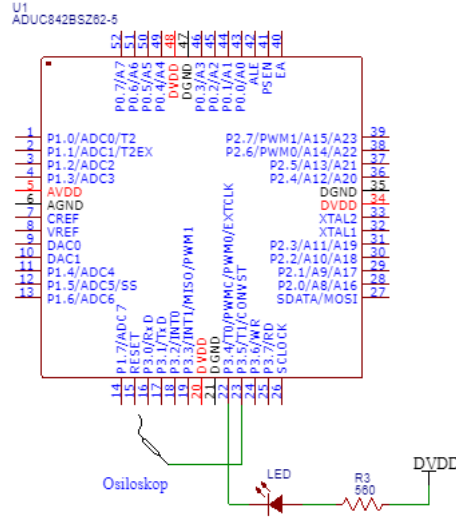 U1
ADUC842BSZ62-5
52 51 50 49 48 47 46 45 44 43 42 41 40
P0.7/A7
P0.6/A6
P0.5/A5
P0.4/A4
DVDD
DGND
P0.3/A3
P0.2/A2
P0.1/A1
P0.0/A0
ALE
PSEN
EA
1 P1.0/ADC0/T2
2 P1.1/ADC1/T2EX
3 P1.2/ADC2
4 P1.3/ADC3
5 AVDD
6 AGND
7 CREF
8 VREF
9 DAC0
10 DAC1
11 P1.4/ADC4
12 P1.5/ADC5/SS
13 P1.6/ADC6
P2.7/PWM1/A15/A23 39
P2.6/PWM0/A14/A22 38
P2.5/A13/A21 37
P2.4/A12/A20 36
DGND 35
DVDD 34
XTAL2 33
XTAL1 32
P2.3/A11/A19 31
P2.2/A10/A18 30
P2.1/A9/A17 29
P2.0/A8/A16 28
SDATA/MOSI 27
P1.7/ADC7
RESET
P3.0/RxD
P3.1/TxD
P3.2/INT0
P3.3/INT1/MISO/PWM1
DVDD
DGND
P3.4/T0/PWMC/PWM0/EXTCLK
P3.5/T1/CONVST
P3.6/WR
P3.7/RD
SCLOCK
14 15 16 17 18 19 20 21 22 23 24 25 26
Osiloskop
LED
R3
560
DVDD